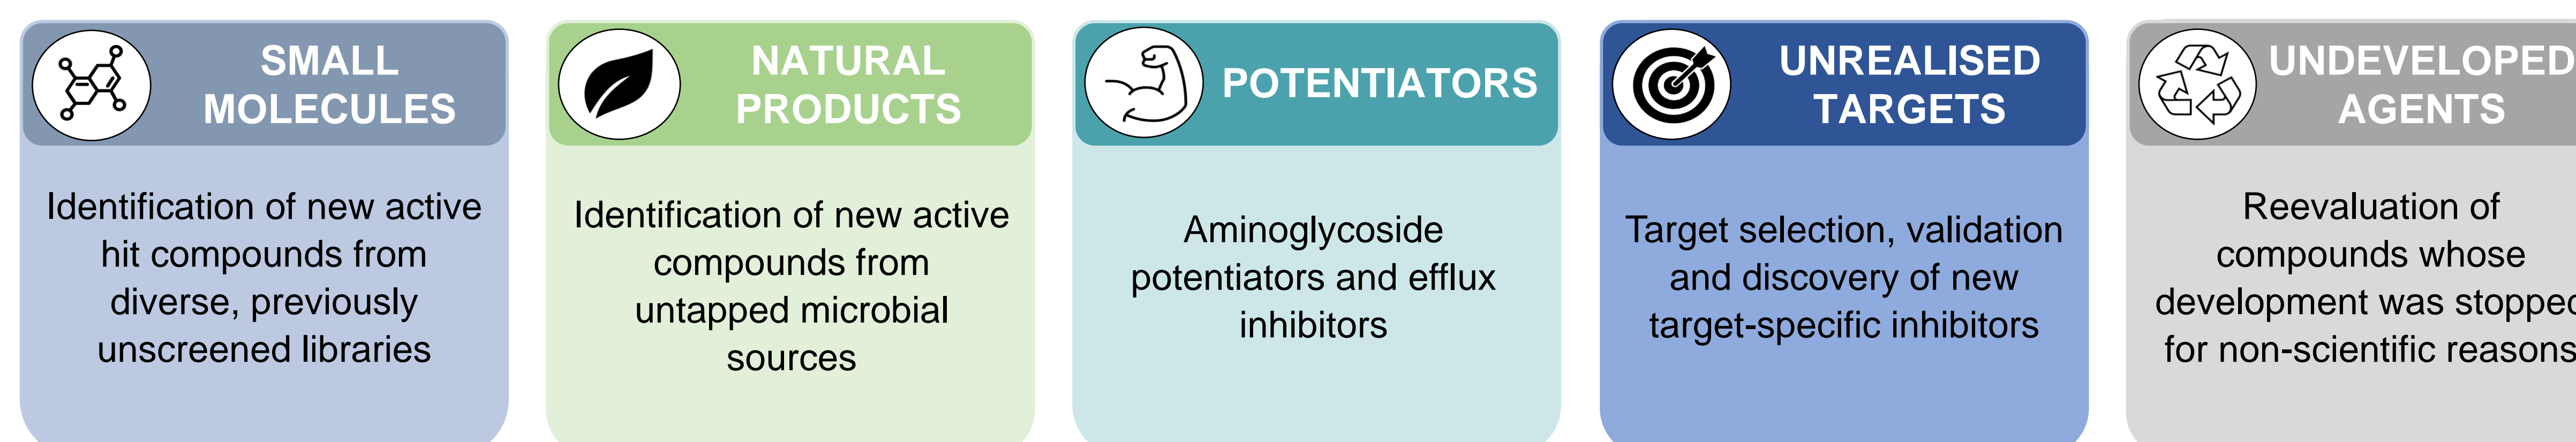 SMALL
MOLECULES
Identification of new active
hit compounds from
diverse, previously
unscreened libraries
NATURAL
PRODUCTS
Identification of new active
compounds from
untapped microbial
sources
POTENTIATORS
Aminoglycoside
potentiators and efflux
inhibitors
UNREALISED
TARGETS
Target selection, validation
and discovery of new
target-specific inhibitors
UNDEVELOPED
AGENTS
Reevaluation of
compounds whose
development was stopped
for non-scientific reasons